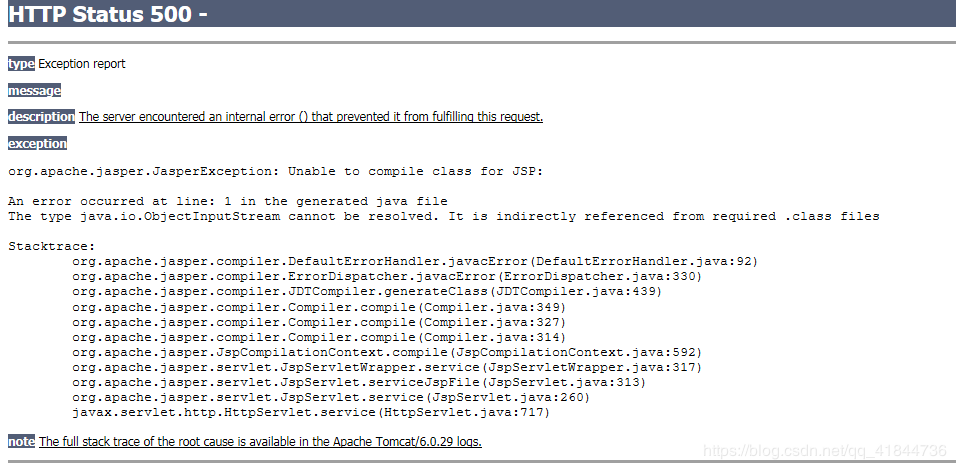 HTTP Status 500 -
type Exception report
message
description The server encountered an internal error () that prevented it from fulfilling this request.
exception
org.apache.jasper.JasperException: Unable to compile class for JSP:
An error occurred at line: 1 in the generated java file
The type java.io.ObjectInputStream cannot be resolved. It is indirectly referenced from required .class files
Stacktrace:
org.apache.jasper.compiler.DefaultErrorHandler.javacError(DefaultErrorHandler.java:92)
org.apache.jasper.compiler.ErrorDispatcher.javacError(ErrorDispatcher.java:330)
org.apache.jasper.compiler.JDTCompiler.generateClass(JDTCompiler.java:439)
org.apache.jasper.compiler.Compiler.compile(Compiler.java:349)
org.apache.jasper.compiler.Compiler.compile(Compiler.java:327)
org.apache.jasper.compiler.Compiler.compile(Compiler.java:314)
org.apache.jasper.JspCompilationContext.compile(JspCompilationContext.java:592)
org.apache.jasper.servlet.JspServletWrapper.service(JspServletWrapper.java:317)
org.apache.jasper.servlet.JspServlet.serviceJspFile(JspServlet.java:313)
org.apache.jasper.servlet.JspServlet.service(JspServlet.java:260)
javax.servlet.http.HttpServlet.service(HttpServlet.java:717)
note The full stack trace of the root cause is available in the Apache Tomcat/6.0.29 logs.
https://blog.csdn.net/qq_41844736